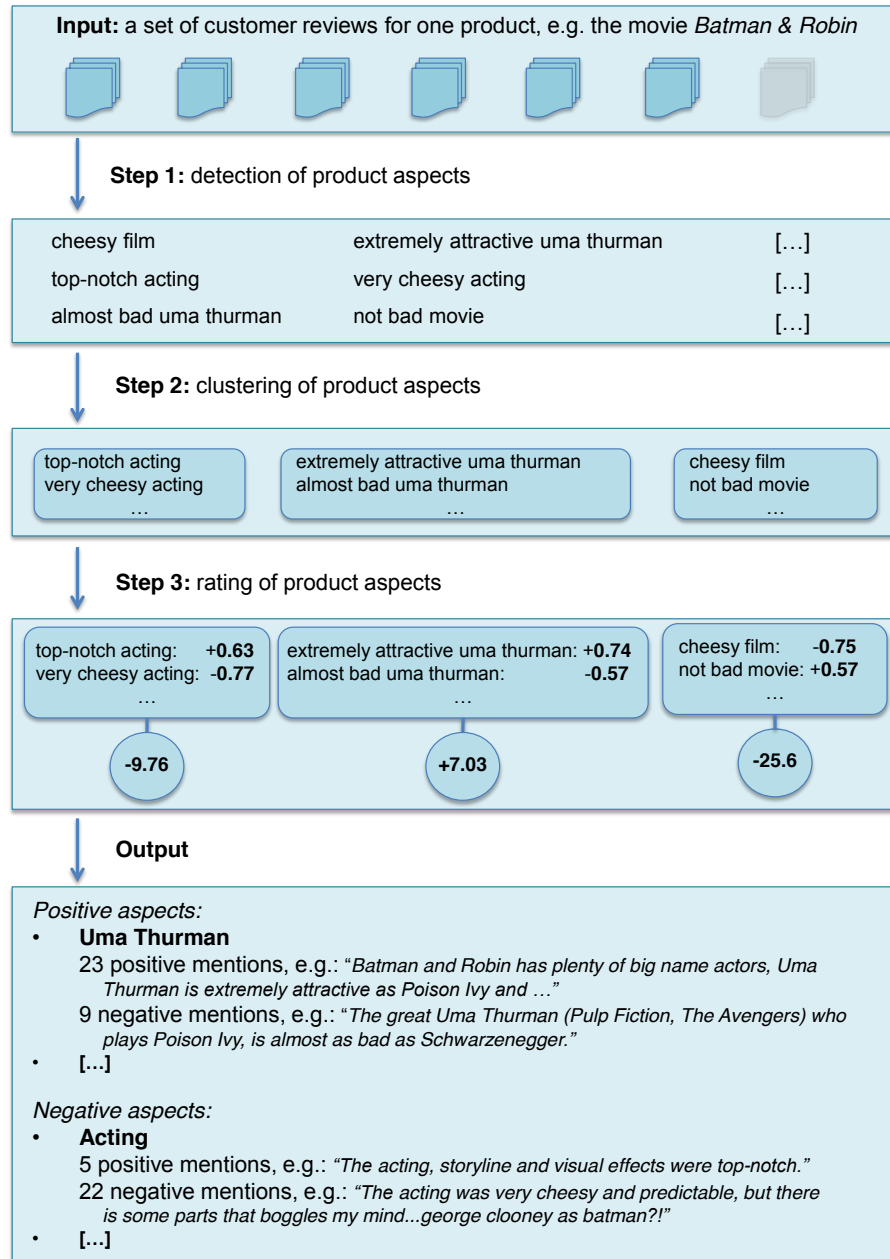 Input: a set of customer reviews for one product, e.g. the movie Batman & Robin
Step 1: detection of product aspects
cheesy film extremely attractive uma thurman […]
top-notch acting very cheesy acting […]
almost bad uma thurman not bad movie […]
Step 2: clustering of product aspects
top-notch acting
very cheesy acting
…
extremely attractive uma thurman
almost bad uma thurman
…
cheesy film
not bad movie
…
Step 3: rating of product aspects
top-notch acting: +0.63
very cheesy acting: -0.77
…
-9.76
extremely attractive uma thurman: +0.74
almost bad uma thurman: -0.57
…
+7.03
cheesy film: -0.75
not bad movie: +0.57
…
-25.6
Output
Positive aspects:
• Uma Thurman
23 positive mentions, e.g.: “Batman and Robin has plenty of big name actors, Uma
Thurman is extremely attractive as Poison Ivy and …”
9 negative mentions, e.g.: “The great Uma Thurman (Pulp Fiction, The Avengers) who
plays Poison Ivy, is almost as bad as Schwarzenegger.”
• […]
Negative aspects:
• Acting
5 positive mentions, e.g.: “The acting, storyline and visual effects were top-notch.”
22 negative mentions, e.g.: “The acting was very cheesy and predictable, but there
is some parts that boggles my mind...george clooney as batman?!”
• […]